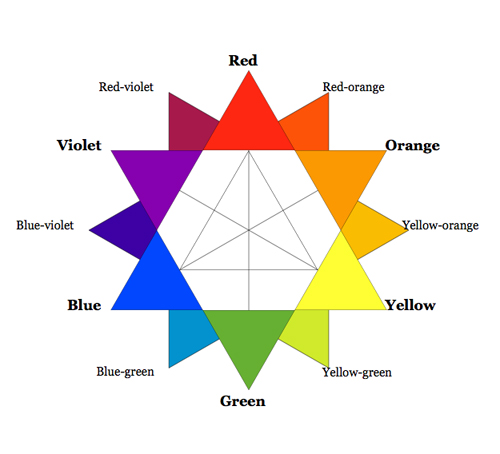 Red
Red-violet
Red-orange
Violet
Orange
Blue-violet
Yellow-orange
Blue
Yellow
Blue-green
Yellow-green
Green